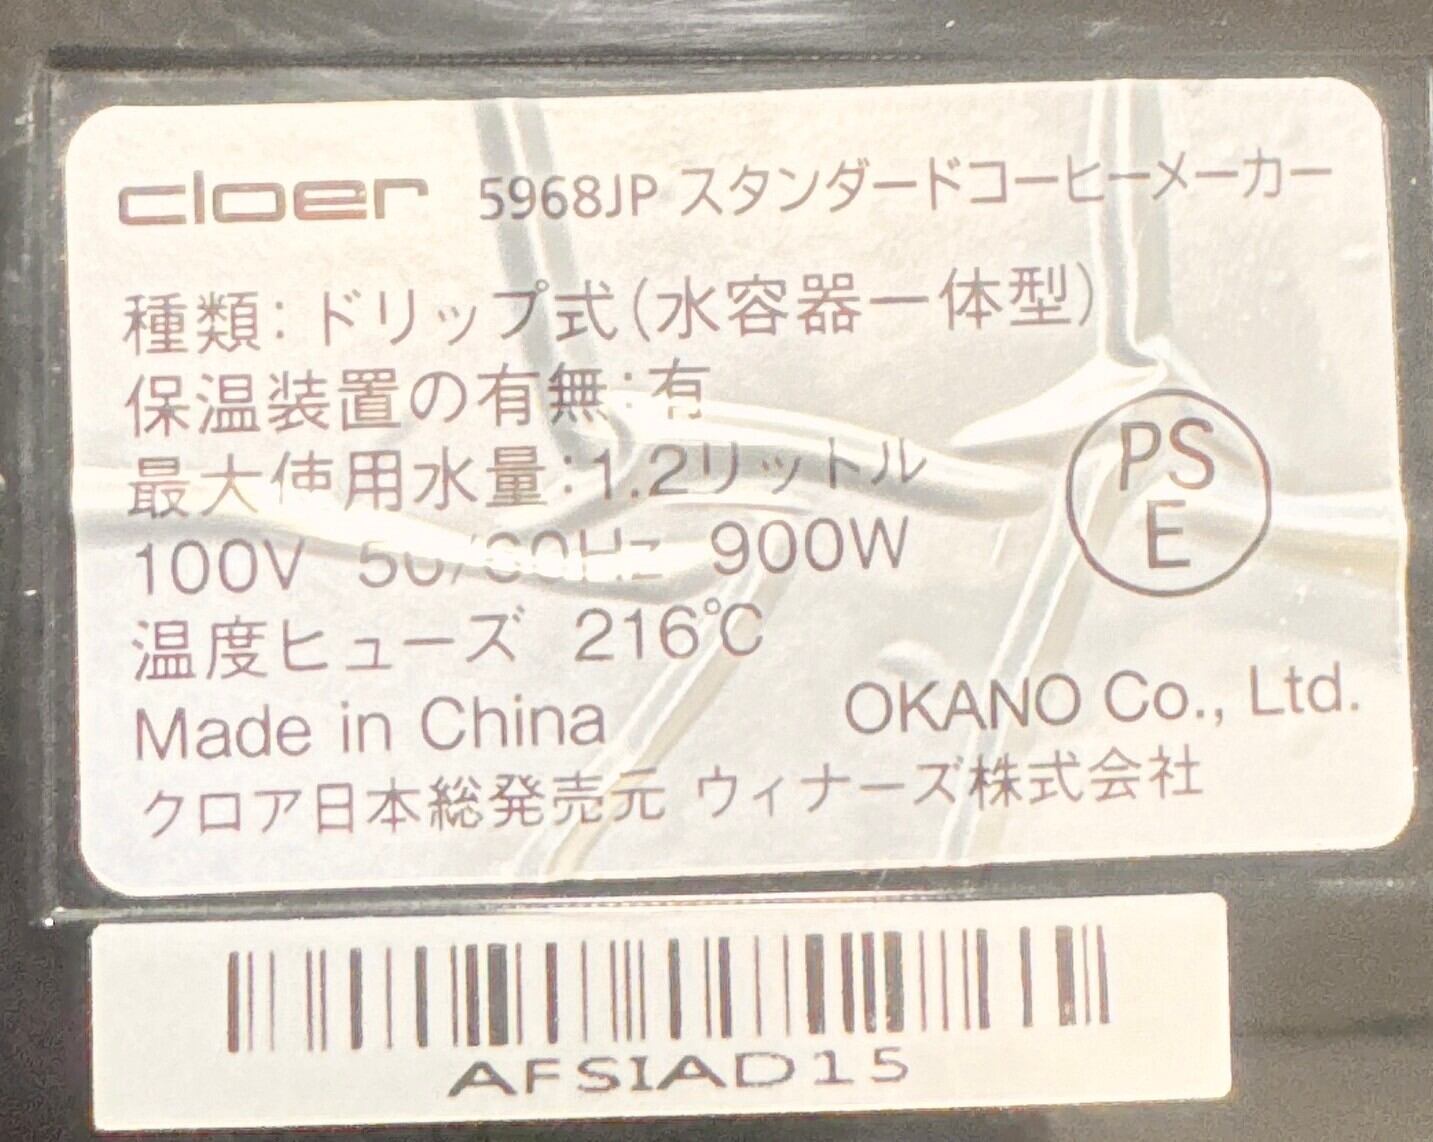 cloer 5968JP スタンダードコーヒーメーカー
種類：ドリップ式（水容器一体型）
保温装置の有無：有
最大使用水量：1.2リットル
100V 50/60Hz 900W
温度ヒューズ 216℃
PS
E
Made in China OKANO Co., Ltd.
クロア日本総発売元 ウィナーズ株式会社
AFSIAD15